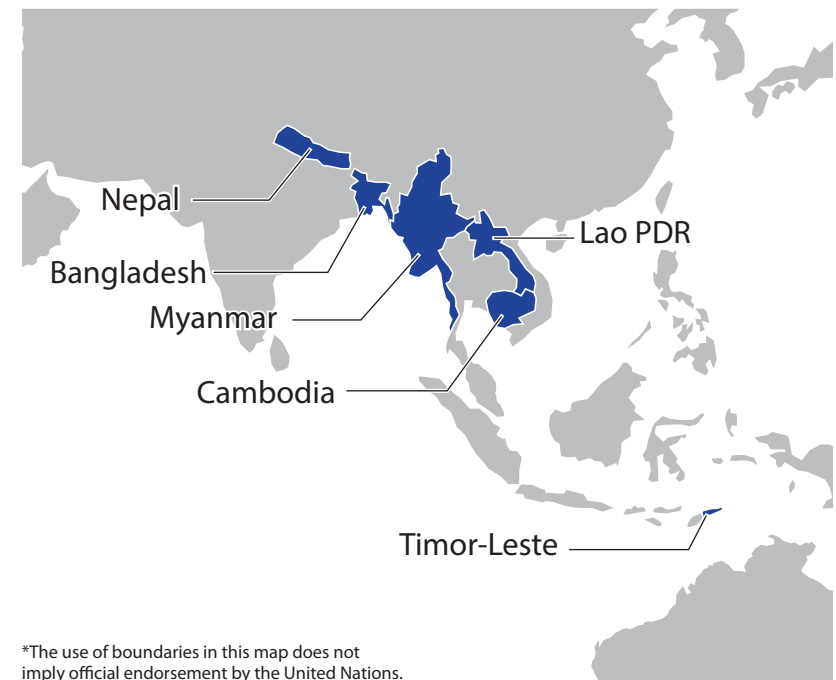 Nepal
Lao PDR
Bangladesh
Myanmar
Cambodia
Timor-Leste
*The use of boundaries in this map does not
imply official endorsement by the United Nations.